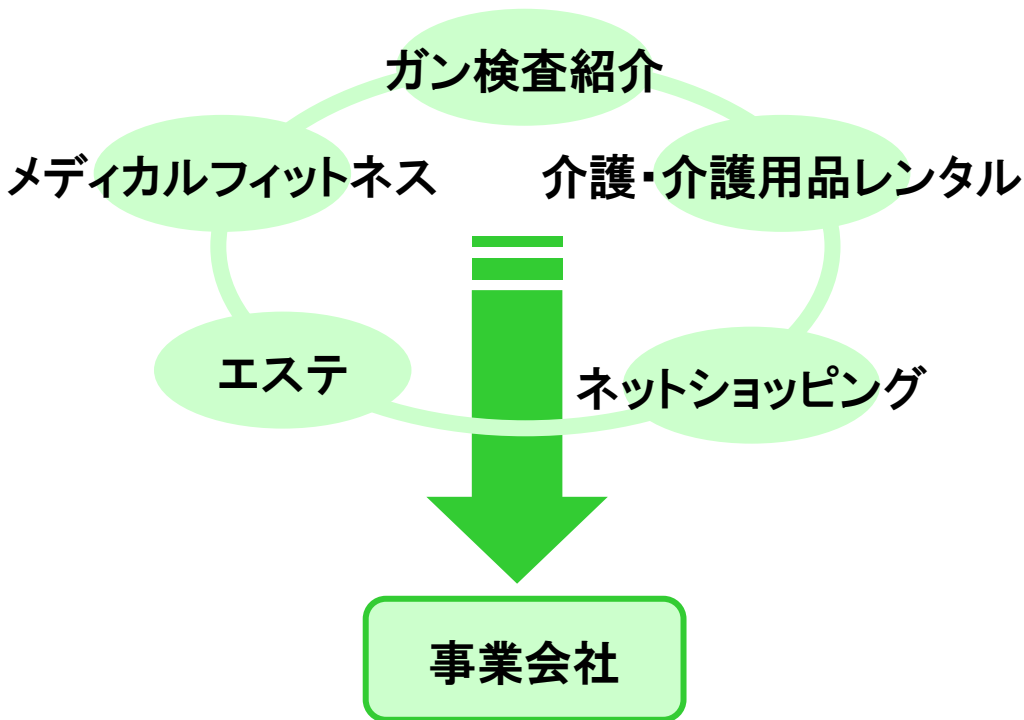 ガン検査紹介
メディカルフィットネス
介護・介護用品レンタル
エステ
ネットショッピング
事業会社